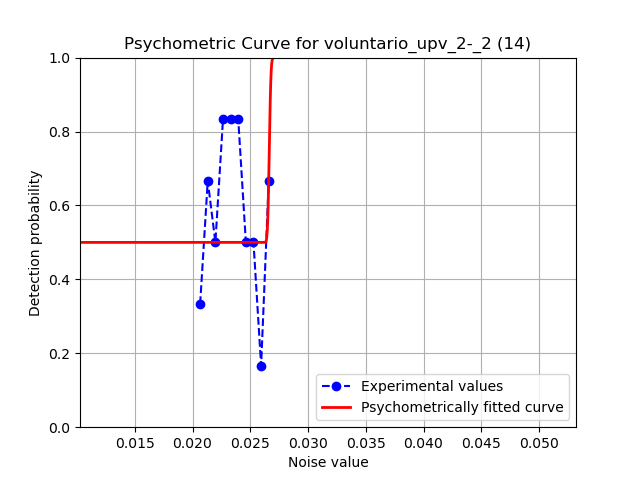 Psychometric Curve for voluntario_upv_2-_2 (14)
1.0
0.8
0.6
0.4
0.2
0.0
Detection probability
0.015 0.020 0.025 0.030 0.035 0.040 0.045 0.050
Noise value
Experimental values
Psychometrically fitted curve